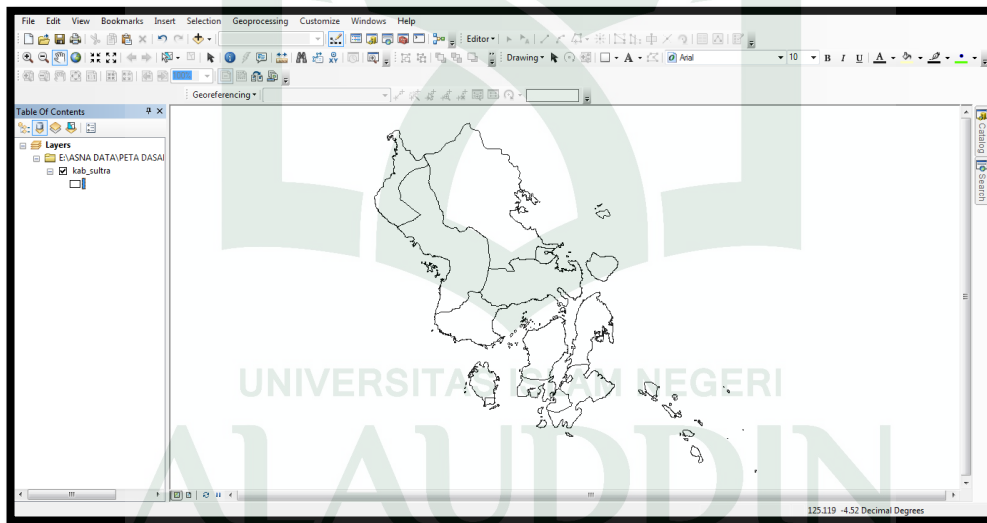 File Edit View Bookmarks Insert Selection Geoprocessing Customize Windows Help
Editor
Drawing A Arial 10 B I U A
100%
Georeferencing
Table Of Contents
Layers
E:\ASNA DATA\PETA DASAI
kab_sultra
Catalog
Search
UNIVERSITAS ISLAM NEGERI
ALAUDDIN
125.119 -4.52 Decimal Degrees